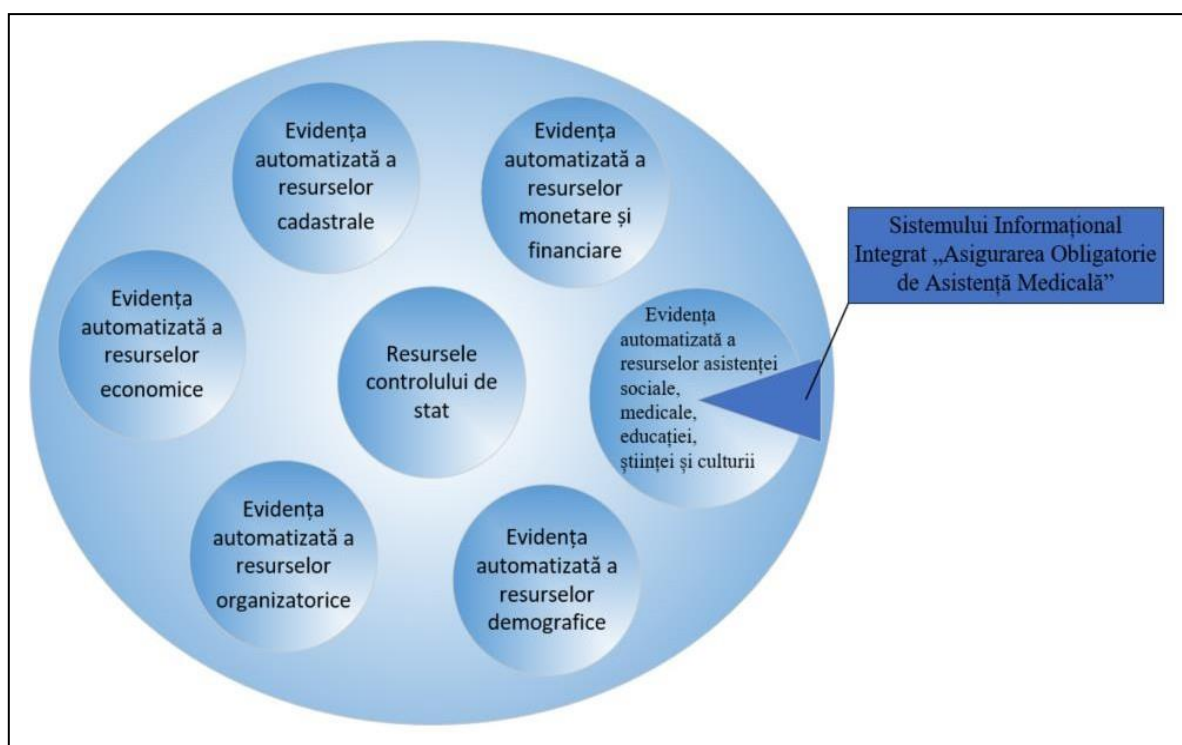 Evidența
automatizată a
resurselor
cadastrale
Evidența
automatizată a
resurselor
monetare și
financiare
Sistemului Informațional
Integrat „Asigurarea Obligatorie
de Asistență Medicală”
Evidența
automatizată a
resurselor
economice
Resursele
controlului de
stat
Evidența
automatizată a
resurselor asistenței
sociale,
medicale,
educației,
științei și culturii
Evidența
automatizată a
resurselor
organizatorice
Evidența
automatizată a
resurselor
demografice